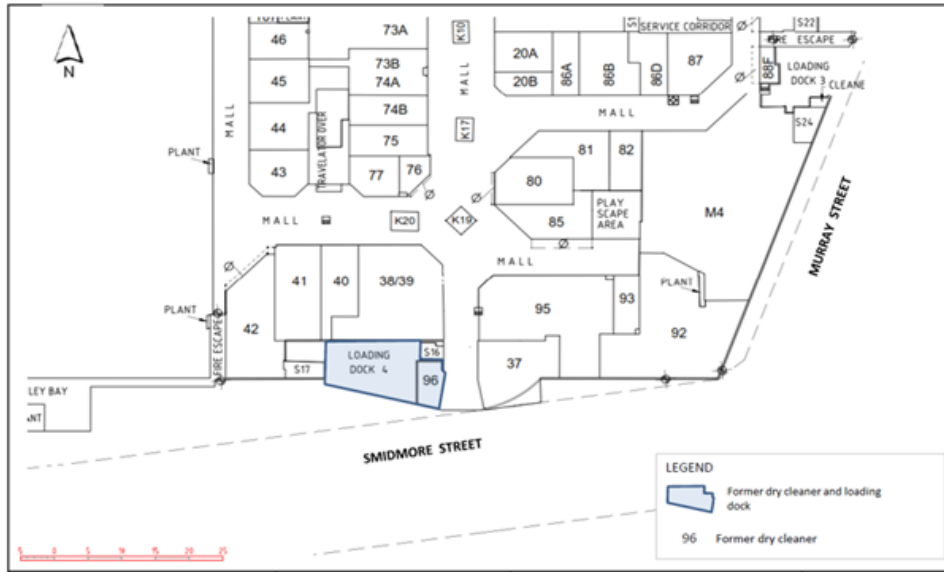 73A
K10
S22
SERVICE CORRIDOR
FIRE ESCAPE
46
20A
86A
86B
86D
87
88F
LOADING
DOCK 3
CLEANE
N
73B
45
74A
20B
MALL
74B
MALL
S24
MALL
44
K17
75
81
82
PLANT
TRAVELATOR OVER
43
77
76
80
M4
MALL
K20
K19
85
PLAY
SCAPE
AREA
MURRAY STREET
MALL
41
40
38/39
PLANT
95
93
PLANT
42
92
FIRE ESCAPE
LOADING
DOCK 4
S16
S17
37
96
LEY BAY
SMIDMORE STREET
LEGEND
Former dry cleaner and loading
dock
96 Former dry cleaner
5 0 5 10 15 20 25